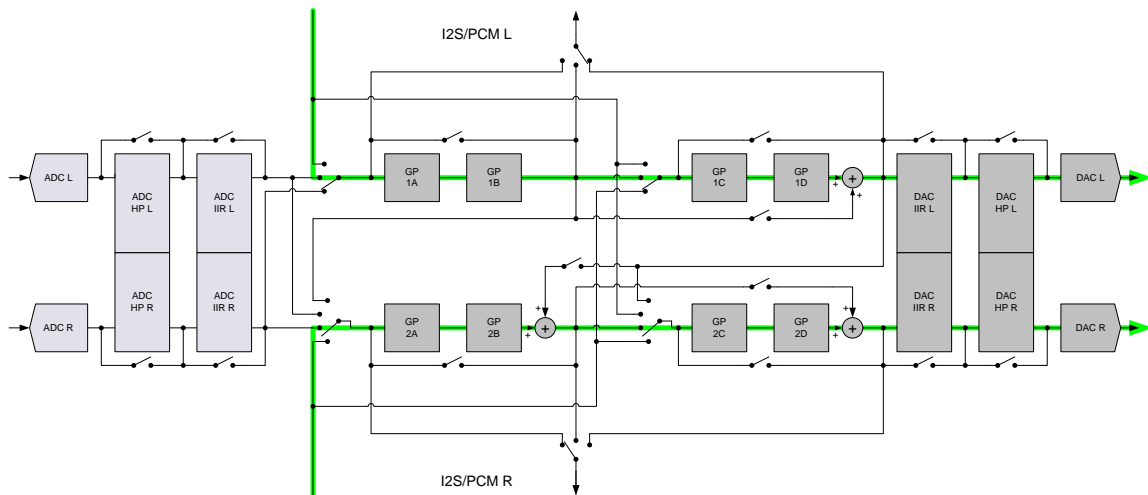 I2S/PCM L
ADC L
ADC
HP L
ADC
IIR L
GP
1A
GP
1B
GP
1C
GP
1D
+
+
+
DAC
IIR L
DAC
HP L
DAC L
ADC R
ADC
HP R
ADC
IIR R
GP
2A
GP
2B
+
+
+
GP
2C
GP
2D
+
+
+
DAC
IIR R
DAC
HP R
DAC R
I2S/PCM R